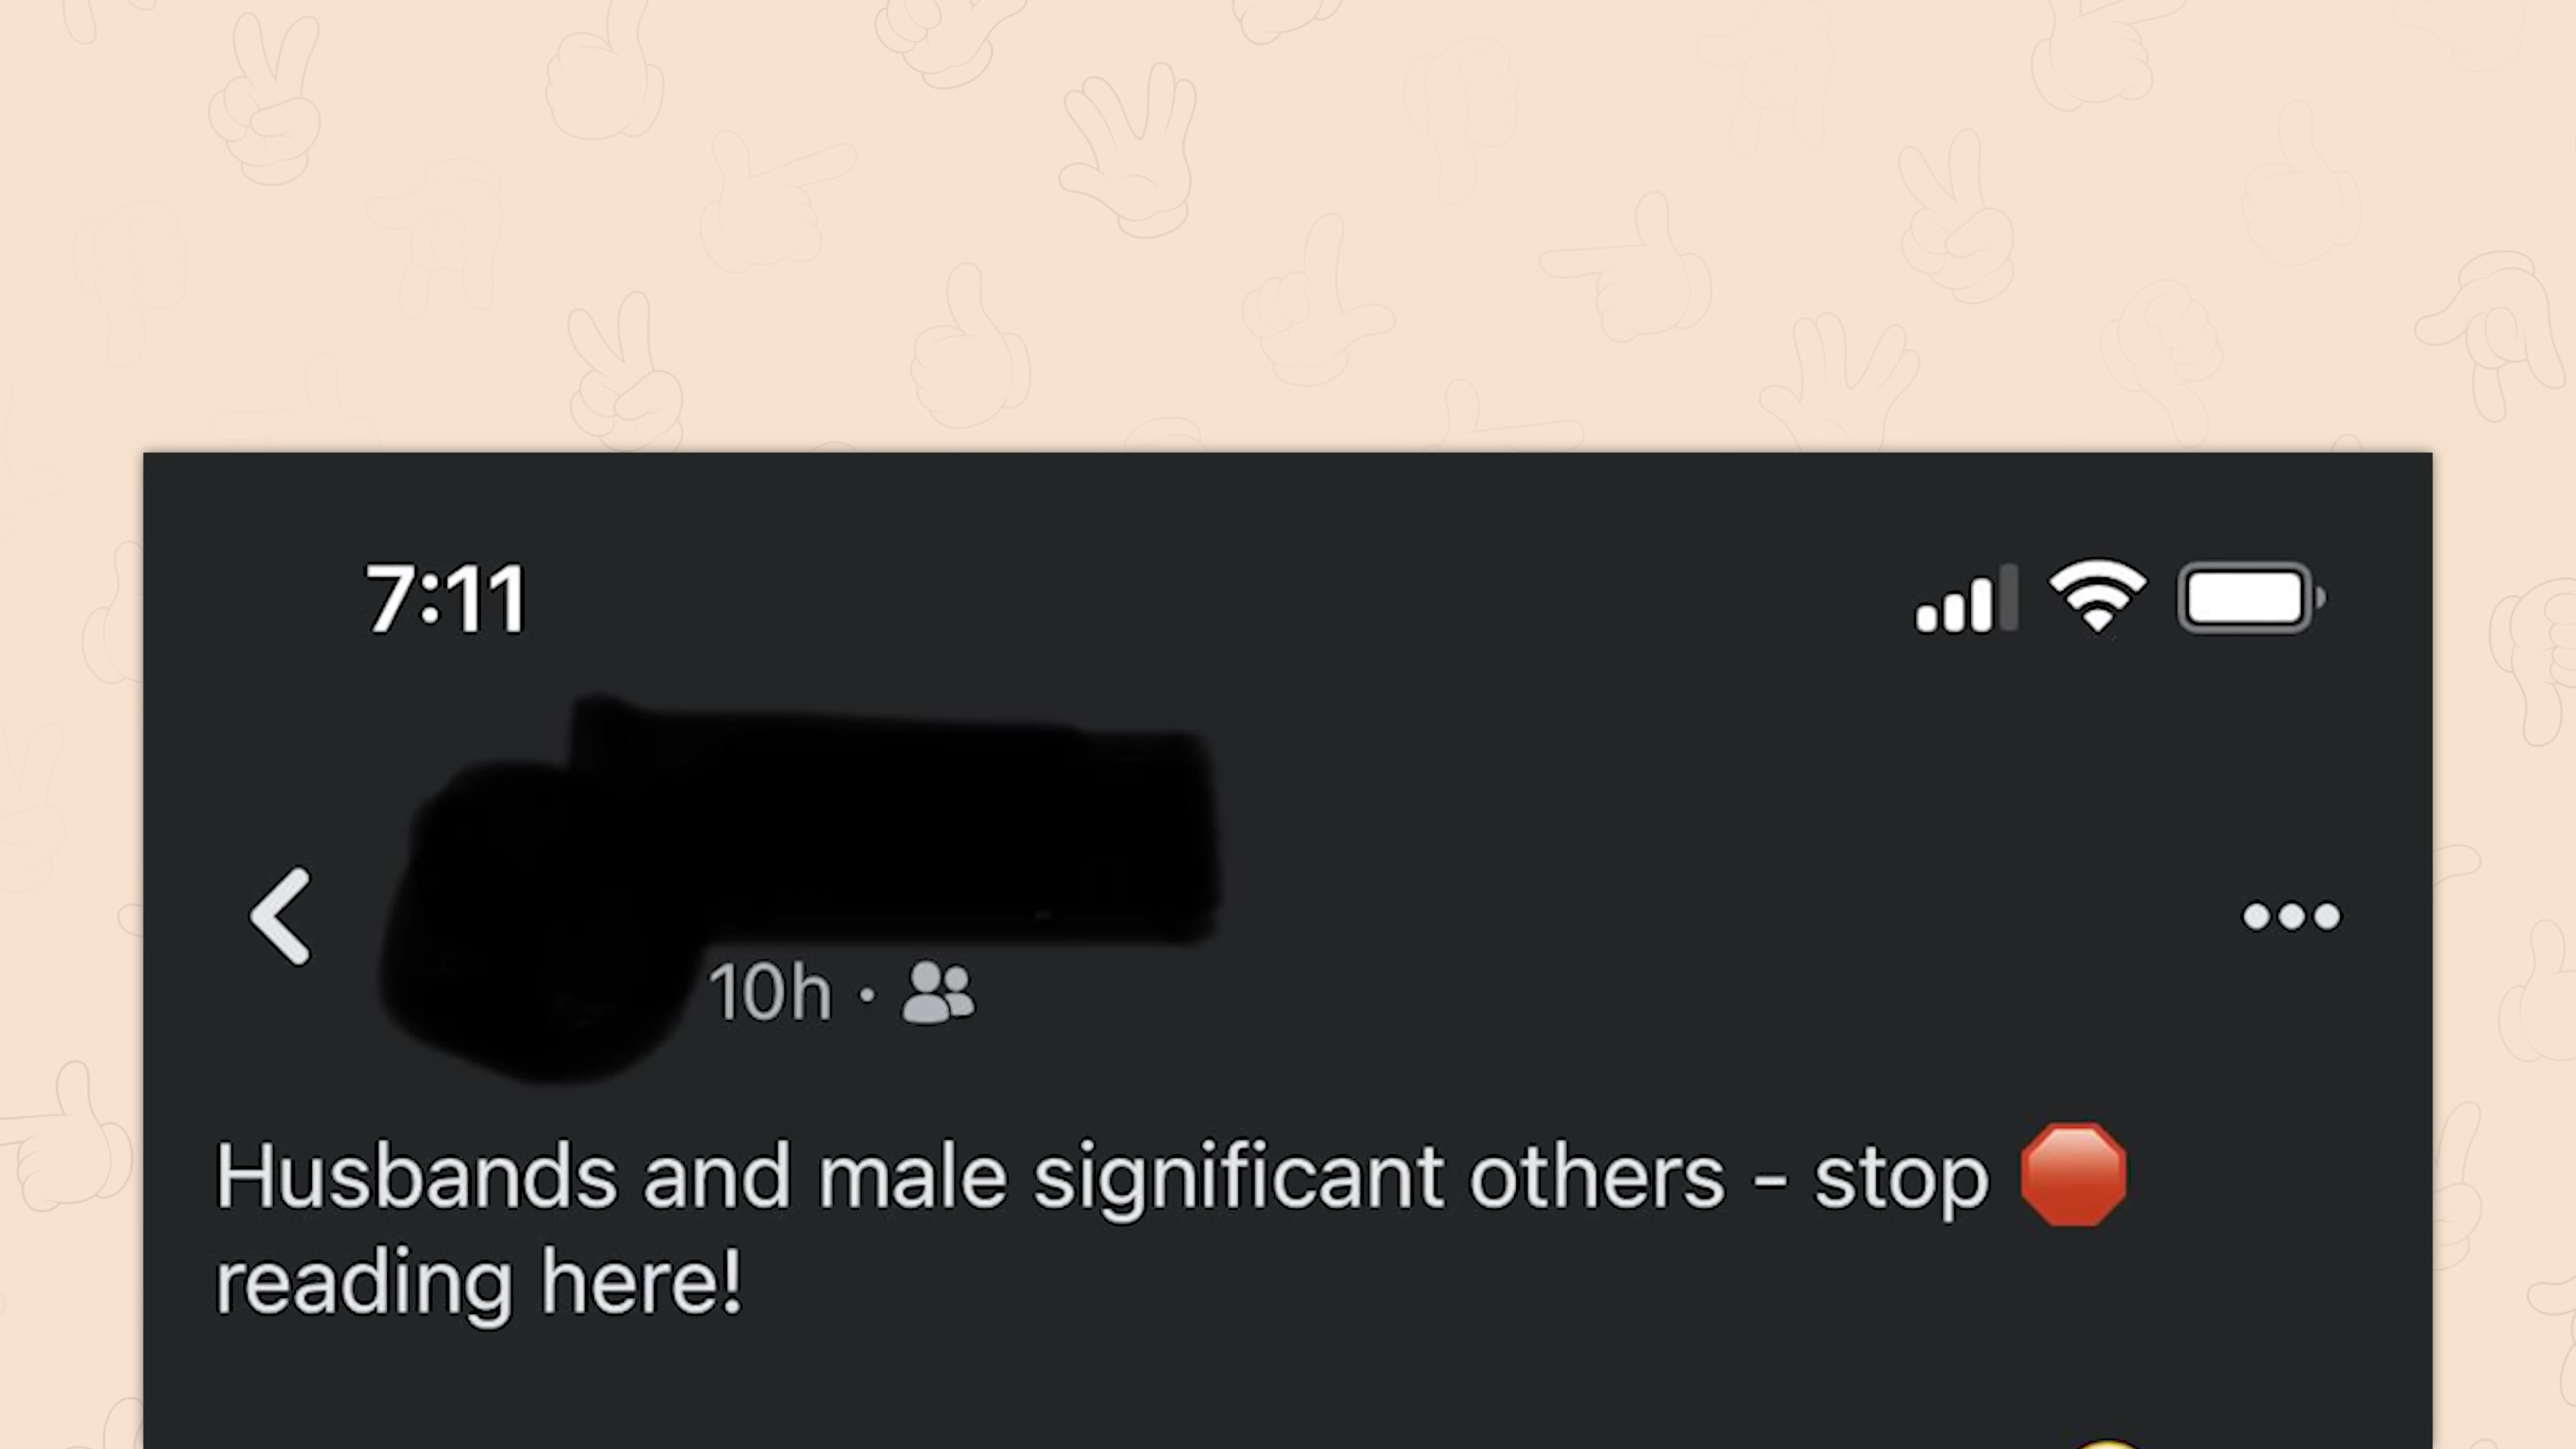 7:11
10h ·
Husbands and male significant others - stop 🛑
reading here!